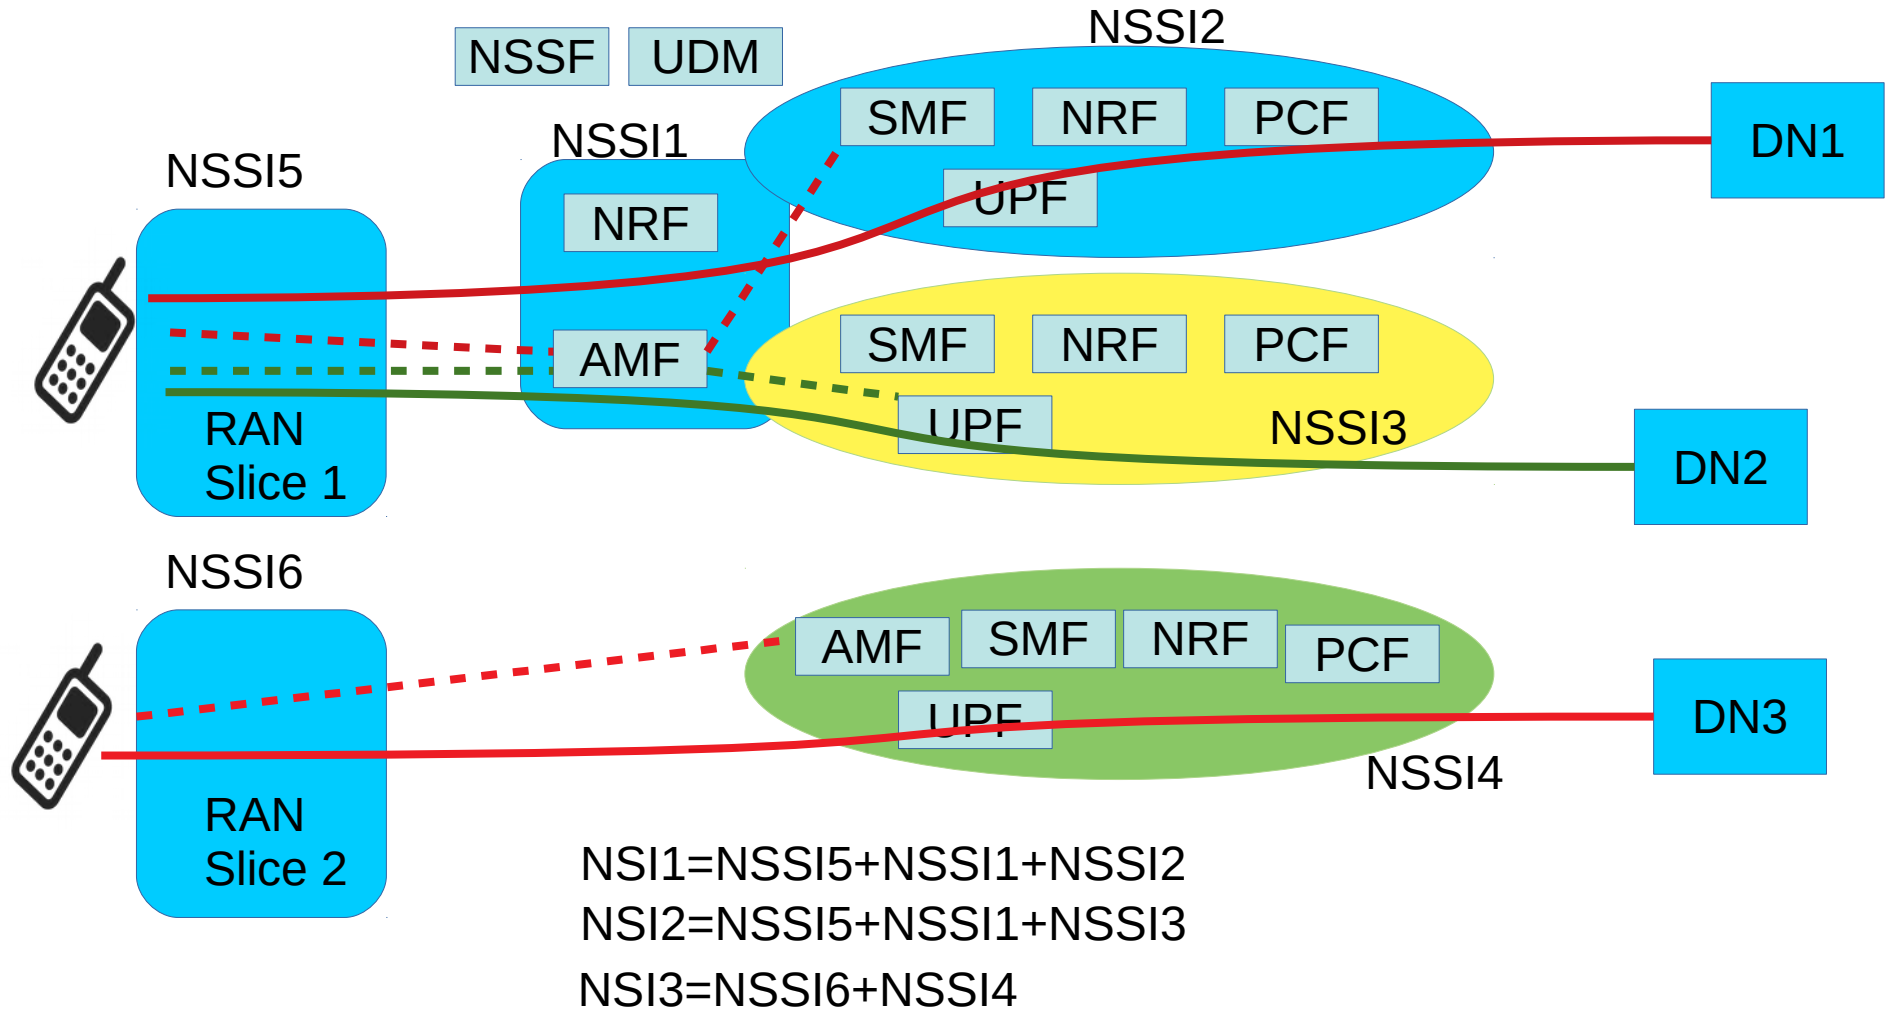 NSSI2
NSSF
UDM
SMF
NRF
PCF
DN1
NSSI1
NSSI5
UPF
NRF
SMF
NRF
PCF
AMF
UPF
NSSI3
RAN
Slice 1
DN2
NSSI6
AMF
SMF
NRF
PCF
UPF
DN3
NSSI4
RAN
Slice 2
NSI1=NSSI5+NSSI1+NSSI2
NSI2=NSSI5+NSSI1+NSSI3
NSI3=NSSI6+NSSI4